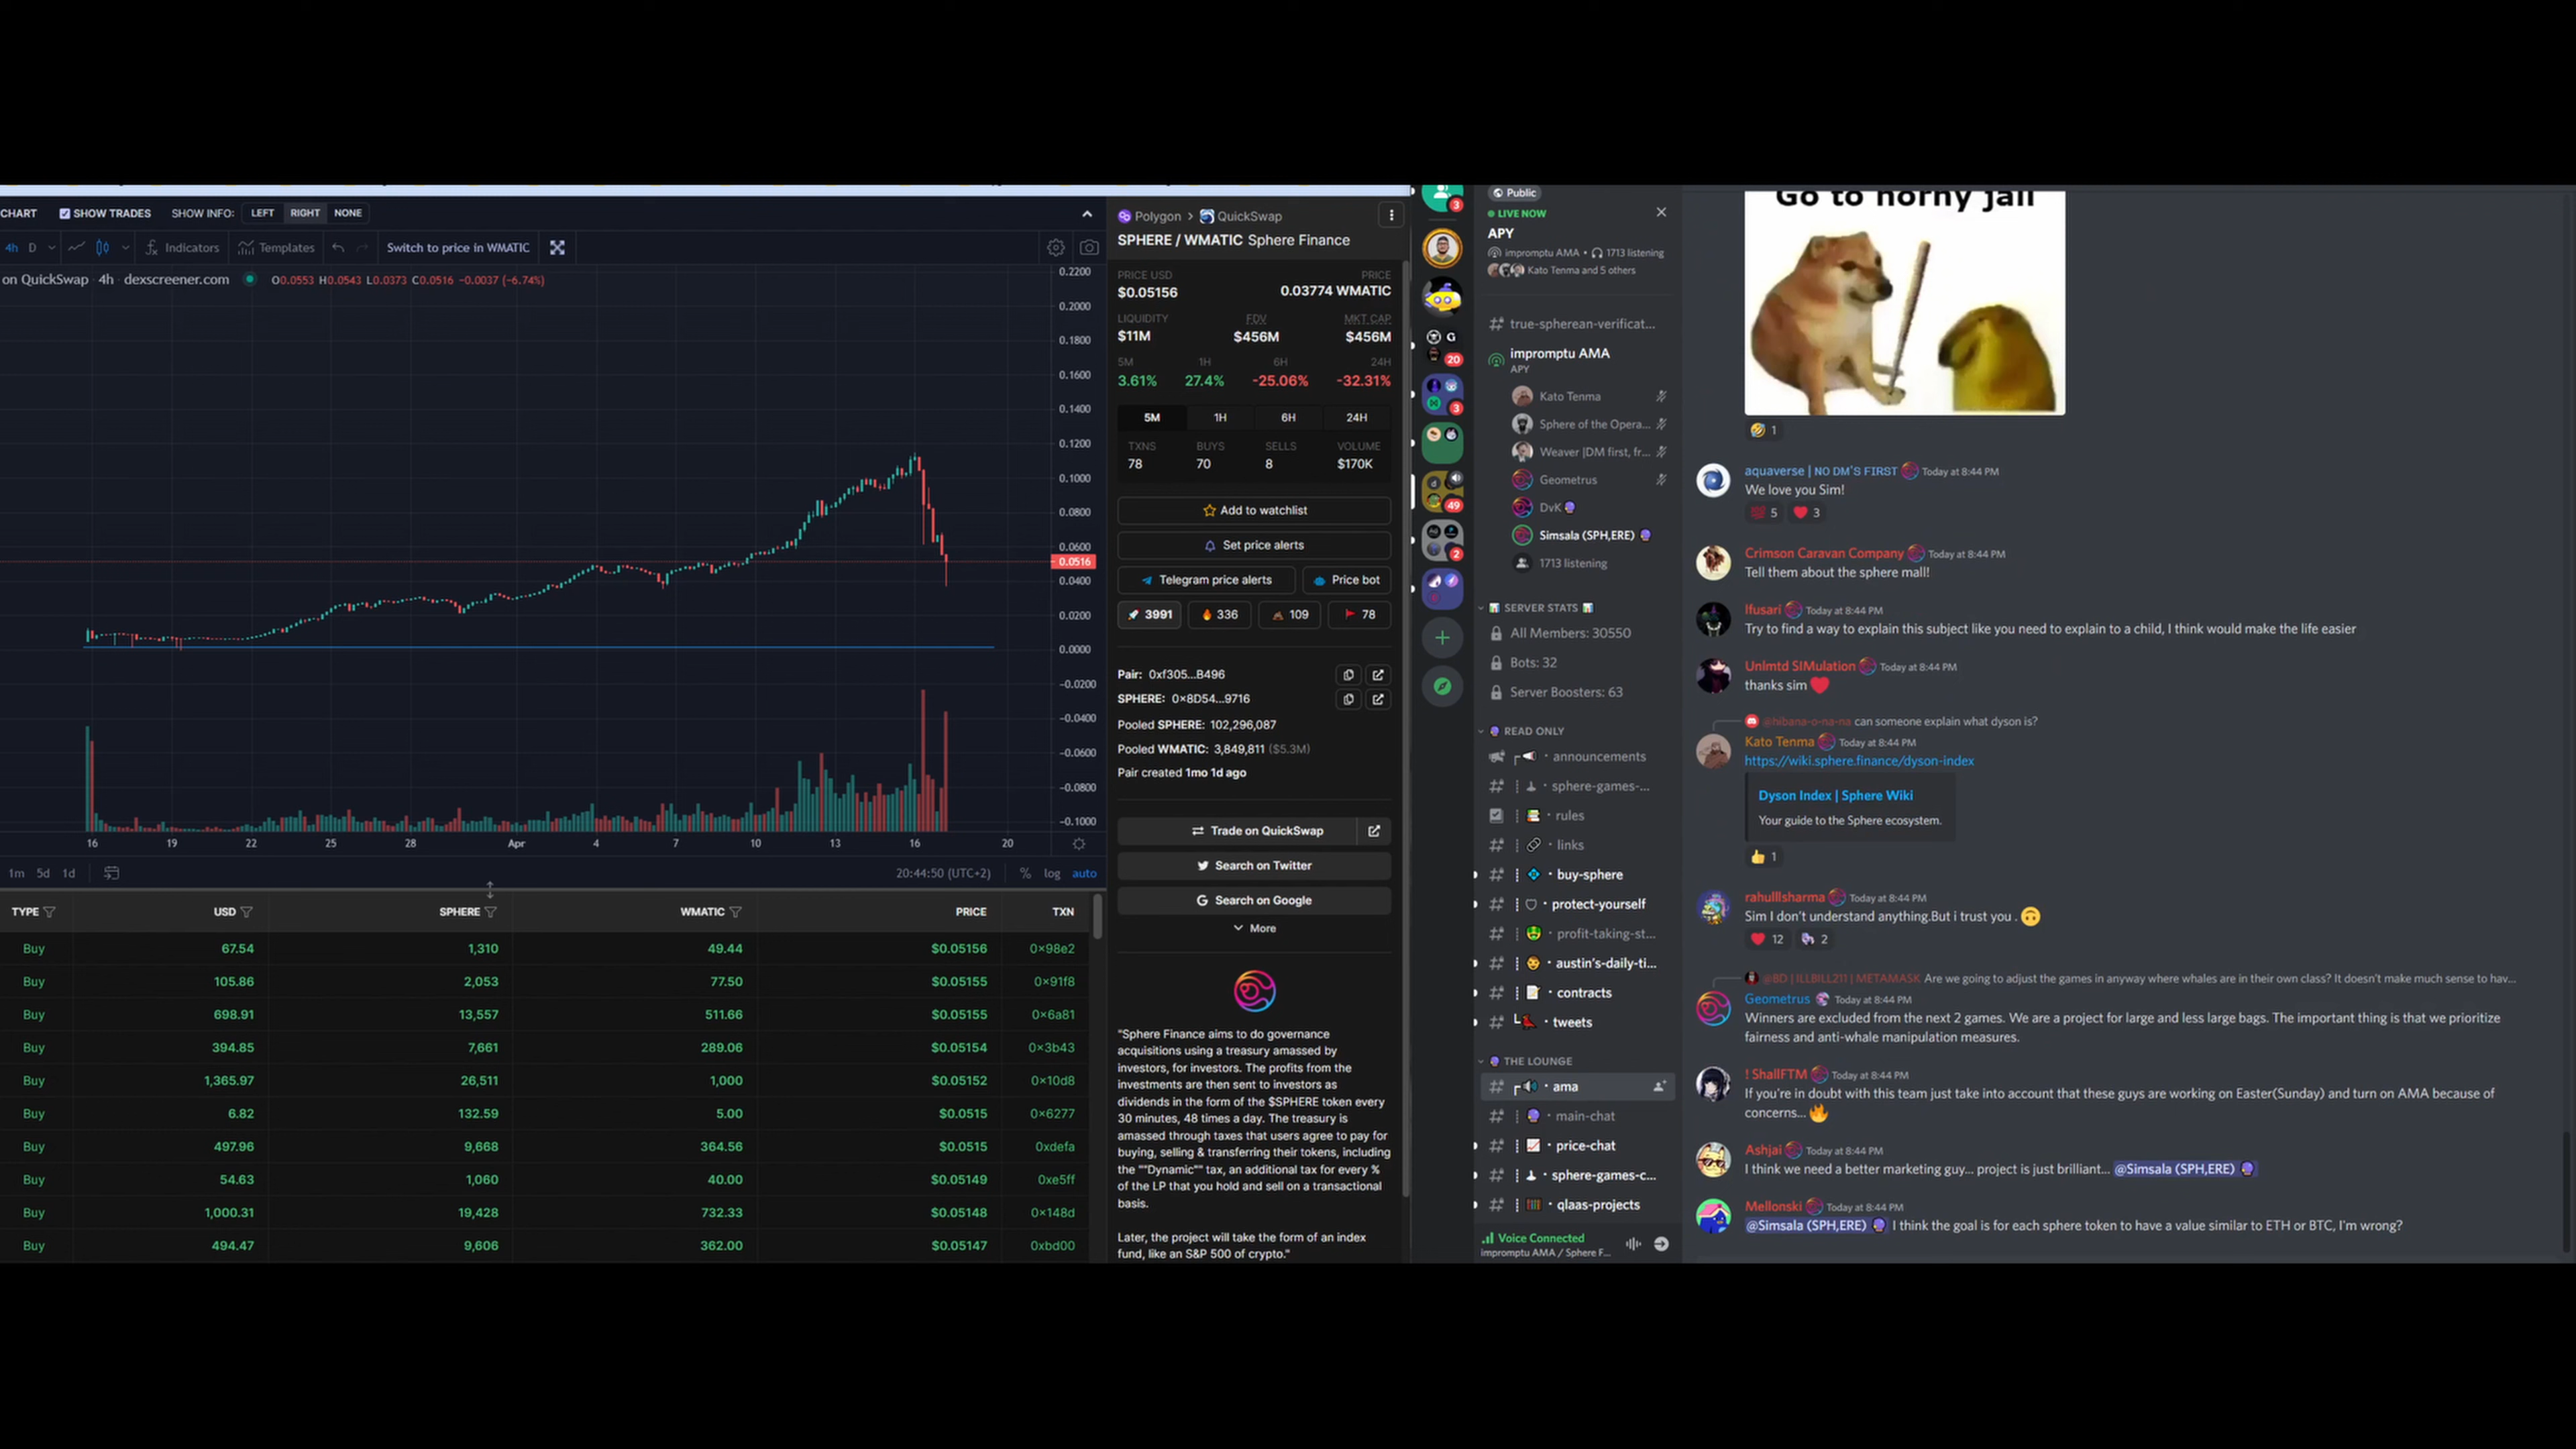 CHART SHOW TRADES SHOW INFO: LEFT RIGHT NONE
4h D Indicators Templates Switch to price in WMATIC
on QuickSwap · 4h · dexscreener.com O0.0553 H0.0543 L0.0373 C0.0516 −0.0037 (−6.74%)
0.2200
0.2000
0.1800
0.1600
0.1400
0.1200
0.1000
0.0800
0.0600
0.0516
0.0400
0.0200
0.0000
−0.0200
−0.0400
−0.0600
−0.0800
−0.1000
16 19 22 25 28 Apr 4 7 10 13 16 20
1m 5d 1d 20:44:50 (UTC+2) % log auto
TYPE USD SPHERE WMATIC PRICE TXN
Buy 67.54 1,310 49.44 $0.05156 0×98e2
Buy 105.86 2,053 77.50 $0.05155 0×91f8
Buy 698.91 13,557 511.66 $0.05155 0×6a81
Buy 394.85 7,661 289.06 $0.05154 0×3b43
Buy 1,365.97 26,511 1,000 $0.05152 0×10d8
Buy 6.82 132.59 5.00 $0.0515 0×6277
Buy 497.96 9,668 364.56 $0.0515 0xdefa
Buy 54.63 1,060 40.00 $0.05149 0xe5ff
Buy 1,000.31 19,428 732.33 $0.05148 0×148d
Buy 494.47 9,606 362.00 $0.05147 0xbd00
Polygon > QuickSwap
SPHERE / WMATIC Sphere Finance
PRICE USD PRICE
$0.05156 0.03774 WMATIC
LIQUIDITY FDV MKT CAP
$11M $456M $456M
5M 1H 6H 24H
3.61% 27.4% -25.06% -32.31%
5M 1H 6H 24H
TXNS BUYS SELLS VOLUME
78 70 8 $170K
Add to watchlist
Set price alerts
Telegram price alerts Price bot
3991 336 109 78
Pair: 0xf305...B496
SPHERE: 0×8D54...9716
Pooled SPHERE: 102,296,087
Pooled WMATIC: 3,849,811 ($5.3M)
Pair created 1mo 1d ago
Trade on QuickSwap
Search on Twitter
G Search on Google
More
"Sphere Finance aims to do governance
acquisitions using a treasury amassed by
investors, for investors. The profits from the
investments are then sent to investors as
dividends in the form of the $SPHERE token every
30 minutes, 48 times a day. The treasury is
amassed through taxes that users agree to pay for
buying, selling & transferring their tokens, including
the ""Dynamic"" tax, an additional tax for every %
of the LP that you hold and sell on a transactional
basis.
Later, the project will take the form of an index
fund, like an S&P 500 of crypto."
3
20
3
49
2
Public
LIVE NOW
APY
impromptu AMA • 1713 listening
Kato Tenma and 5 others
true-spherean-verificat...
impromptu AMA
APY
Kato Tenma
Sphere of the Opera...
Weaver |DM first, fr...
Geometrus
DvK
Simsala (SPH,ERE)
1713 listening
SERVER STATS
All Members: 30550
Bots: 32
Server Boosters: 63
READ ONLY
announcements
sphere-games-...
rules
links
buy-sphere
protect-yourself
profit-taking-st...
austin's-daily-ti...
contracts
tweets
THE LOUNGE
ama
main-chat
price-chat
sphere-games-c...
qlaas-projects
Voice Connected
impromptu AMA / Sphere F...
Go to horny jail
1
aquaverse | NO DM'S FIRST Today at 8:44 PM
We love you Sim!
5 3
Crimson Caravan Company Today at 8:44 PM
Tell them about the sphere mall!
Ifusari Today at 8:44 PM
Try to find a way to explain this subject like you need to explain to a child, I think would make the life easier
Unlmtd SIMulation Today at 8:44 PM
thanks sim
@hibana-o-na-na can someone explain what dyson is?
Kato Tenma Today at 8:44 PM
https://wiki.sphere.finance/dyson-index
Dyson Index | Sphere Wiki
Your guide to the Sphere ecosystem.
1
rahulllsharma Today at 8:44 PM
Sim I don't understand anything.But i trust you .
12 2
@BD | ILLBILL211 | METAMASK Are we going to adjust the games in anyway where whales are in their own class? It doesn't make much sense to hav...
Geometrus Today at 8:44 PM
Winners are excluded from the next 2 games. We are a project for large and less large bags. The important thing is that we prioritize
fairness and anti-whale manipulation measures.
! ShallFTM Today at 8:44 PM
If you're in doubt with this team just take into account that these guys are working on Easter(Sunday) and turn on AMA because of
concerns...
Ashjai Today at 8:44 PM
I think we need a better marketing guy... project is just brilliant... @Simsala (SPH,ERE)
Mellonski Today at 8:44 PM
@Simsala (SPH,ERE) I think the goal is for each sphere token to have a value similar to ETH or BTC, I'm wrong?